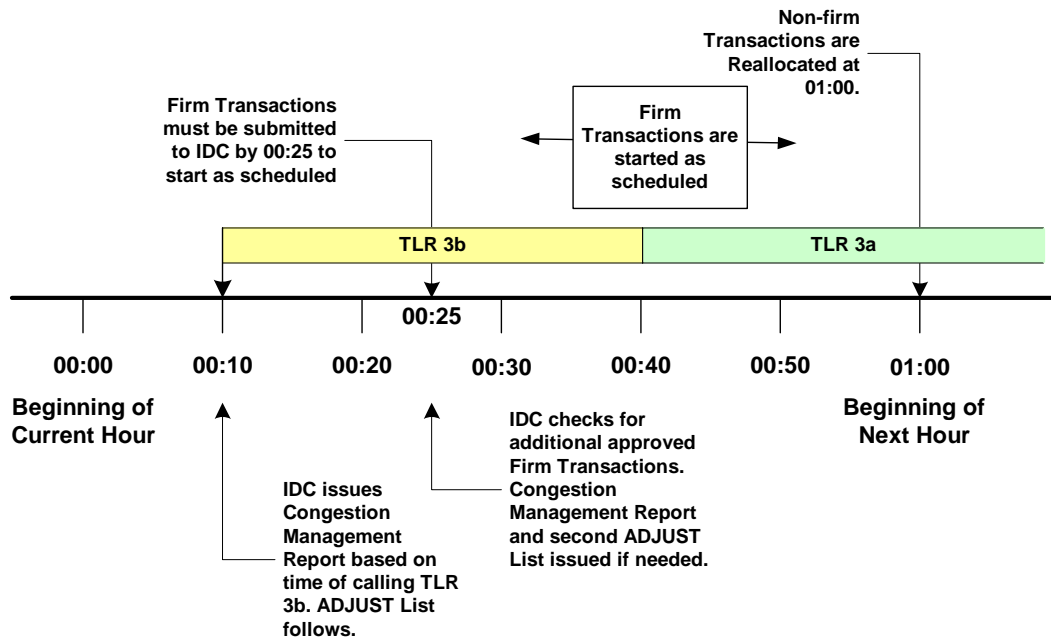 Non-firm
Transactions are
Reallocated at
01:00.
Firm Transactions
must be submitted
to IDC by 00:25 to
start as scheduled
Firm
Transactions are
started as
scheduled
TLR 3b
TLR 3a
00:25
00:00
00:10
00:20
00:30
00:40
00:50
01:00
Beginning of
Current Hour
Beginning of
Next Hour
IDC issues
Congestion
Management
Report based on
time of calling TLR
3b. ADJUST List
follows.
IDC checks for
additional approved
Firm Transactions.
Congestion
Management Report
and second ADJUST
List issued if needed.